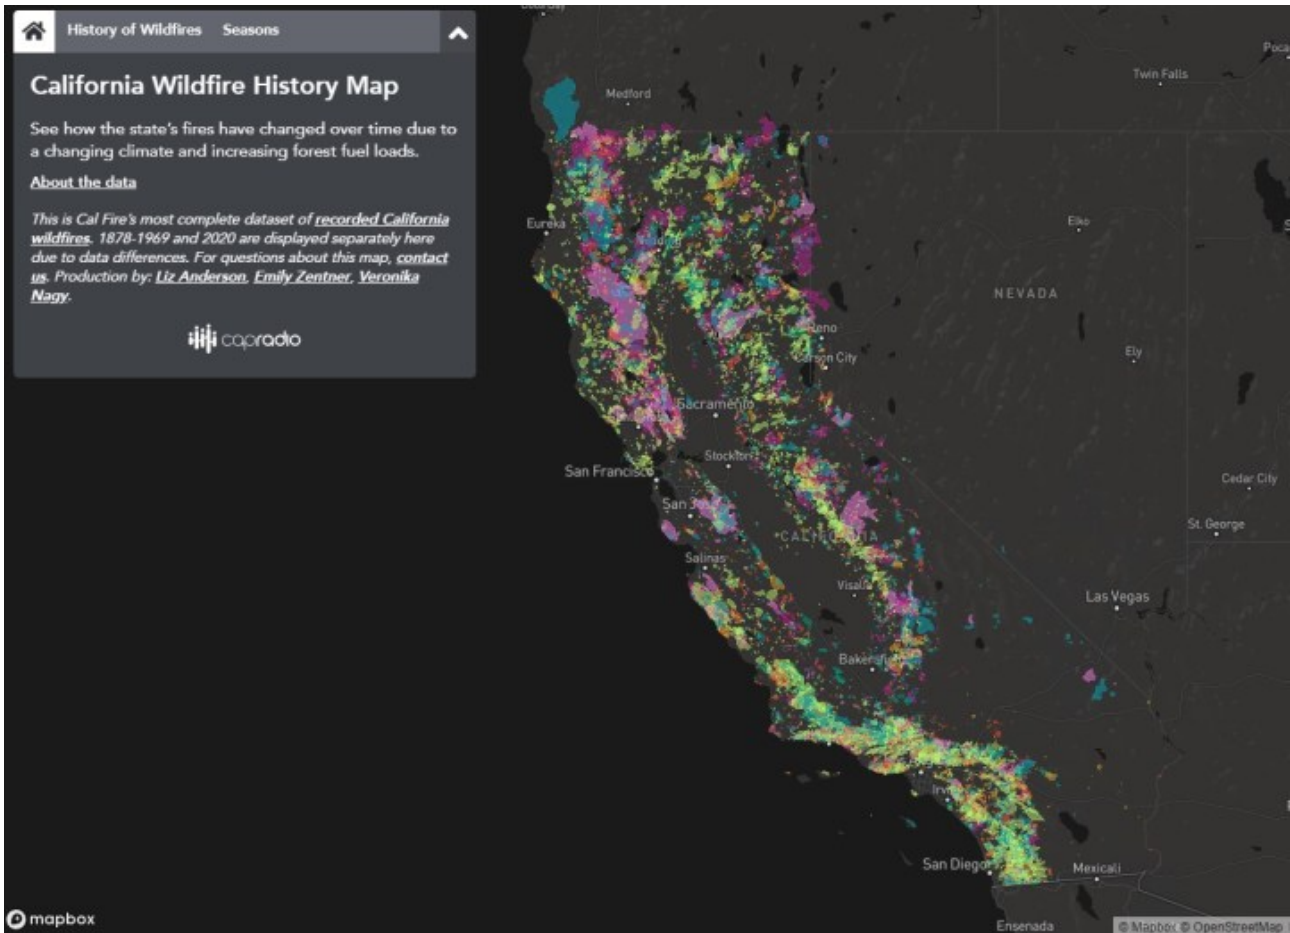 History of Wildfires Seasons
California Wildfire History Map
See how the state's fires have changed over time due to
a changing climate and increasing forest fuel loads.
About the data
This is Cal Fire's most complete dataset of recorded California
wildfires. 1878-1969 and 2020 are displayed separately here
due to data differences. For questions about this map, contact
us. Production by: Liz Anderson, Emily Zentner, Veronika
Nagy.
capradio
Medford
Twin Falls
Eureka
Elko
NEVADA
Reno
Ely
Carson City
Sacramento
Stockton
San Francisco
Cedar City
San Jose
St. George
CALIFORNIA
Salinas
Visalia
Las Vegas
Bakersfield
San Diego
Mexicali
Ensenada
mapbox
© Mapbox © OpenStreetMap